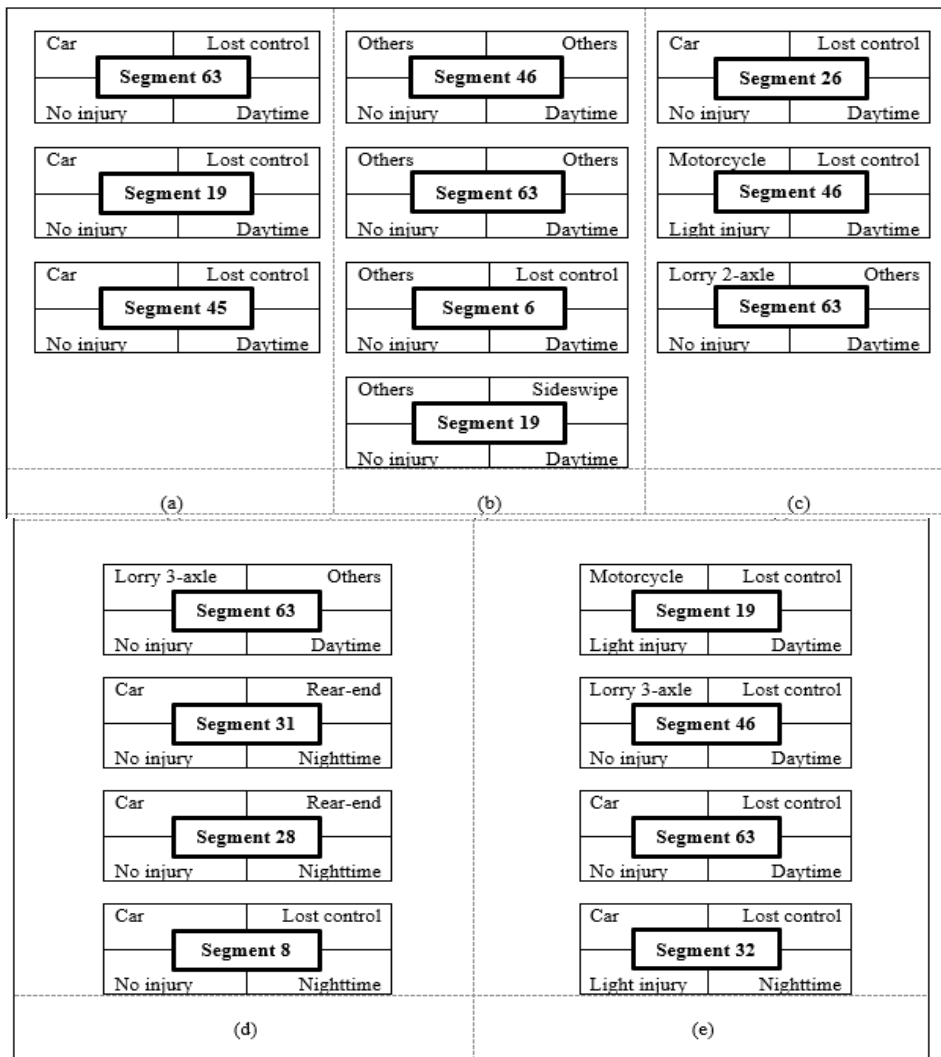 Car Lost control
Segment 63
No injury Daytime
Car Lost control
Segment 19
No injury Daytime
Car Lost control
Segment 45
No injury Daytime
(a)
Others Others
Segment 46
No injury Daytime
Others Others
Segment 63
No injury Daytime
Others Lost control
Segment 6
No injury Daytime
Others Sideswipe
Segment 19
No injury Daytime
(b)
Car Lost control
Segment 26
No injury Daytime
Motorcycle Lost control
Segment 46
Light injury Daytime
Lorry 2-axle Others
Segment 63
No injury Daytime
(c)
Lorry 3-axle Others
Segment 63
No injury Daytime
Car Rear-end
Segment 31
No injury Nighttime
Car Rear-end
Segment 28
No injury Nighttime
Car Lost control
Segment 8
No injury Nighttime
(d)
Motorcycle Lost control
Segment 19
Light injury Daytime
Lorry 3-axle Lost control
Segment 46
No injury Daytime
Car Lost control
Segment 63
No injury Daytime
Car Lost control
Segment 32
Light injury Nighttime
(e)